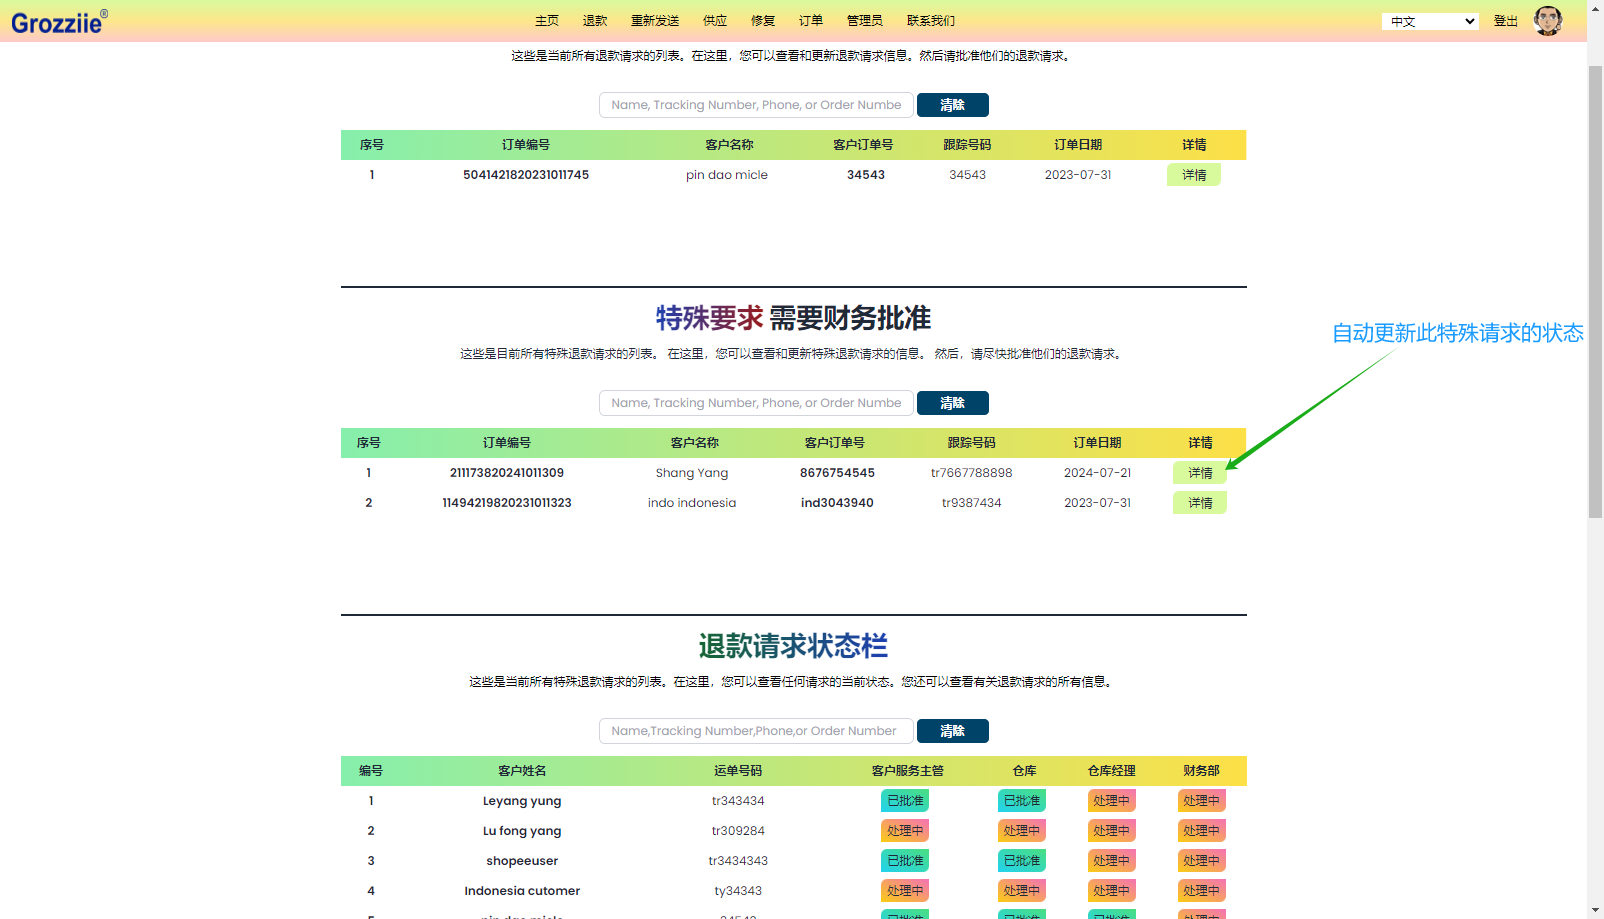 Grozziie®
主页 退款 重新发送 供应 修复 订单 管理员 联系我们 中文 登出
这些是当前所有退款请求的列表。在这里，您可以查看和更新退款请求信息。然后请批准他们的退款请求。
Name, Tracking Number, Phone, or Order Numbe 清除
序号 订单编号 客户名称 客户订单号 跟踪号码 订单日期 详情
1 5041421820231011745 pin dao micle 34543 34543 2023-07-31 详情
特殊要求 需要财务批准
自动更新此特殊请求的状态
这些是目前所有特殊退款请求的列表。 在这里，您可以查看和更新特殊退款请求的信息。 然后，请尽快批准他们的退款请求。
Name, Tracking Number, Phone, or Order Numbe 清除
序号 订单编号 客户名称 客户订单号 跟踪号码 订单日期 详情
1 211173820241011309 Shang Yang 8676754545 tr7667788898 2024-07-21 详情
2 11494219820231011323 indo indonesia ind3043940 tr9387434 2023-07-31 详情
退款请求状态栏
这些是当前所有特殊退款请求的列表。在这里，您可以查看任何请求的当前状态。您还可以查看有关退款请求的所有信息。
Name,Tracking Number,Phone,or Order Number 清除
编号 客户姓名 运单号码 客户服务主管 仓库 仓库经理 财务部
1 Leyang yung tr343434 已批准 已批准 处理中 处理中
2 Lu fong yang tr309284 处理中 处理中 处理中 处理中
3 shopeeuser tr3434343 已批准 已批准 处理中 处理中
4 Indonesia cutomer ty34343 处理中 处理中 处理中 处理中